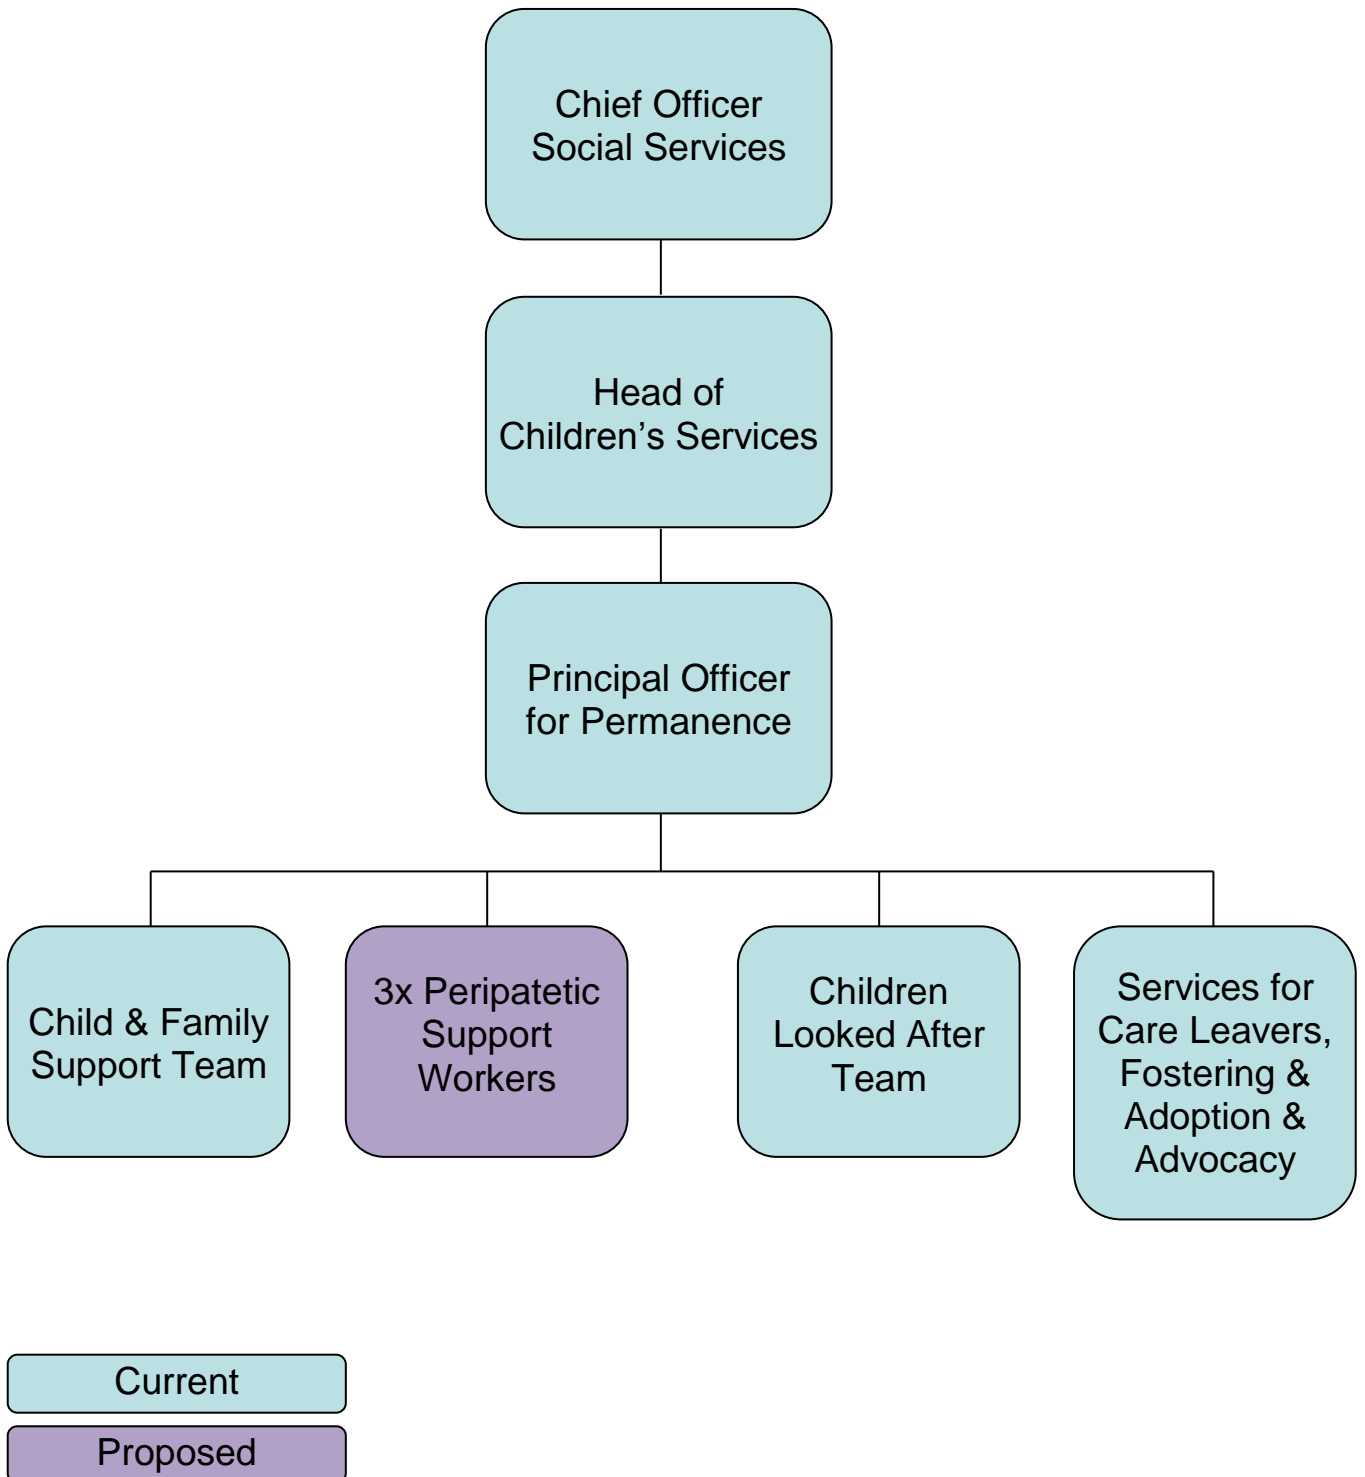 Chief Officer
Social Services
Head of
Children’s Services
Principal Officer
for Permanence
Child & Family
Support Team
3x Peripatetic
Support
Workers
Children
Looked After
Team
Services for
Care Leavers,
Fostering &
Adoption &
Advocacy
Current
Proposed